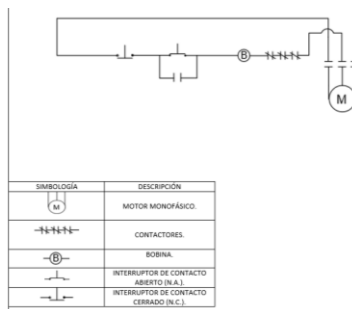 B
M
SIMBOLOGÍA
DESCRIPCIÓN
M
MOTOR MONOFÁSICO.
CONTACTORES.
B
BOBINA.
INTERRUPTOR DE CONTACTO
ABIERTO (N.A.).
INTERRUPTOR DE CONTACTO
CERRADO (N.C.).